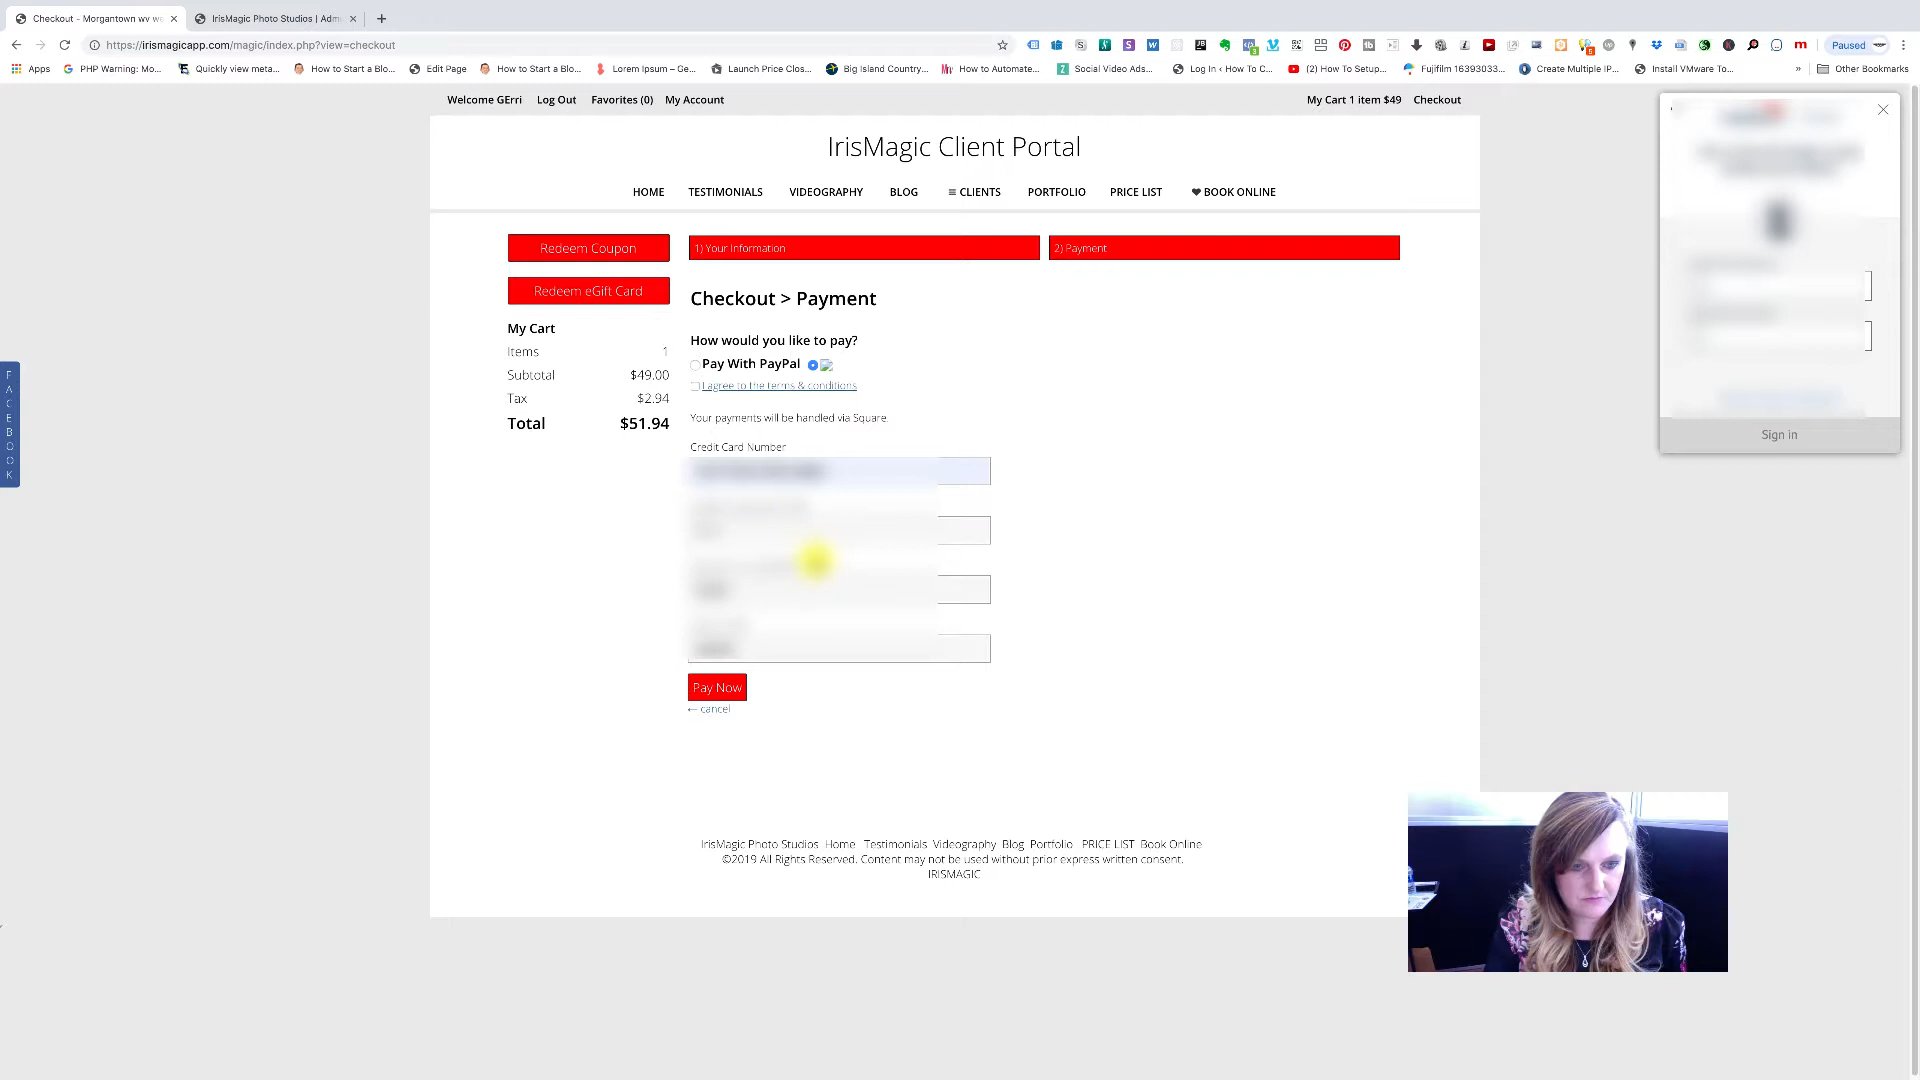 Checkout - Morgantown wv we
IrisMagic Photo Studios | Adm
https://irismagicapp.com/magic/index.php?view=checkout
Paused
Apps
PHP Warning: Mo...
Quickly view meta...
How to Start a Blo...
Edit Page
How to Start a Blo...
Lorem Ipsum – Ge...
Launch Price Clos...
Big Island Country...
How to Automate...
Social Video Ads...
Log In ‹ How To C...
(2) How To Setup...
Fujifilm 16393033...
Create Multiple IP...
Install VMware To...
»
Other Bookmarks
Welcome GErri
Log Out
Favorites (0)
My Account
My Cart 1 item $49
Checkout
IrisMagic Client Portal
HOME
TESTIMONIALS
VIDEOGRAPHY
BLOG
≡ CLIENTS
PORTFOLIO
PRICE LIST
❤ BOOK ONLINE
Redeem Coupon
Redeem eGift Card
My Cart
Items 1
Subtotal $49.00
Tax $2.94
Total $51.94
1) Your Information
2) Payment
Checkout > Payment
How would you like to pay?
Pay With PayPal
I agree to the terms & conditions
Your payments will be handled via Square.
Credit Card Number
Pay Now
← cancel
FACEBOOK
Sign in
IrisMagic Photo Studios Home Testimonials Videography Blog Portfolio PRICE LIST Book Online
©2019 All Rights Reserved. Content may not be used without prior express written consent.
IRISMAGIC